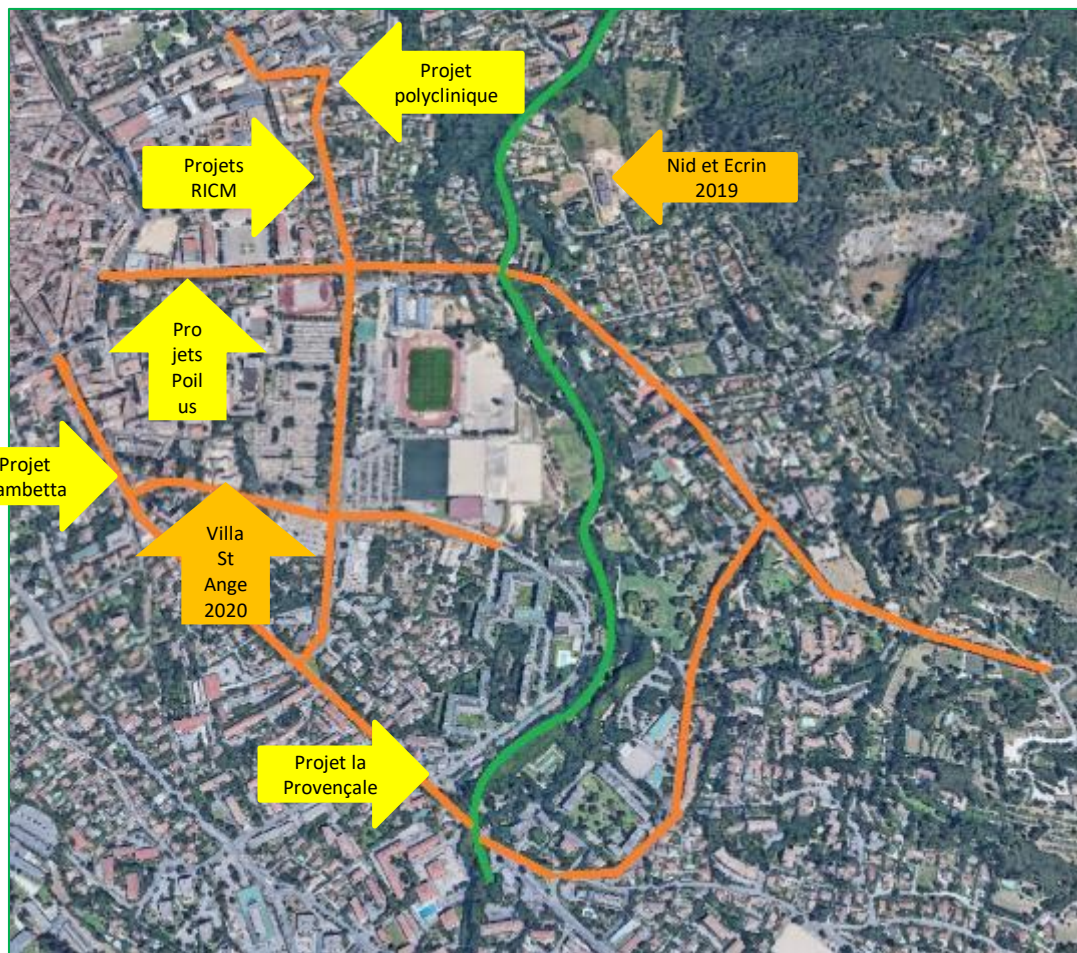 Projet
polyclinique
Projets
RICM
Nid et Ecrin
2019
Pro
jets
Poil
us
Projet
ambetta
Villa
St
Ange
2020
Projet la
Provençale